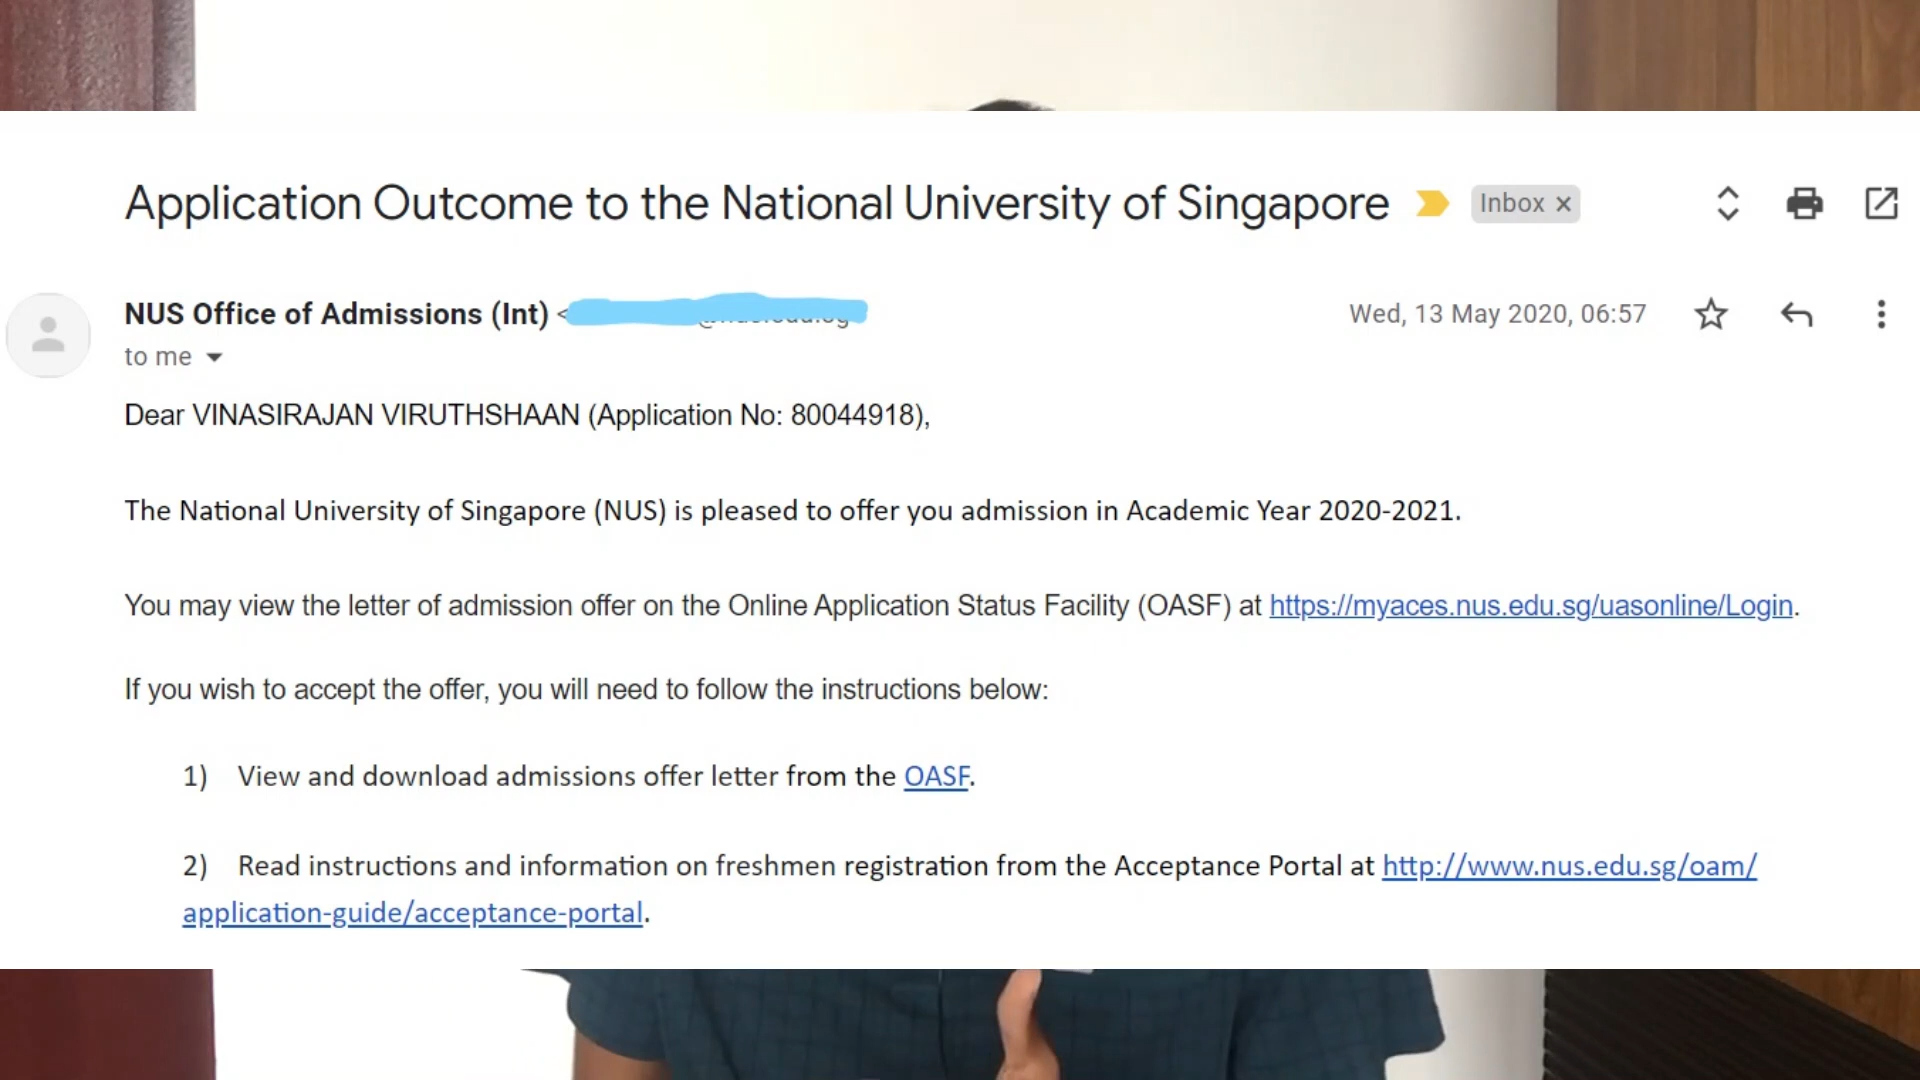 Application Outcome to the National University of Singapore Inbox ×
NUS Office of Admissions (Int) < Wed, 13 May 2020, 06:57
to me
Dear VINASIRAJAN VIRUTHSHAAN (Application No: 80044918),
The National University of Singapore (NUS) is pleased to offer you admission in Academic Year 2020-2021.
You may view the letter of admission offer on the Online Application Status Facility (OASF) at https://myaces.nus.edu.sg/uasonline/Login.
If you wish to accept the offer, you will need to follow the instructions below:
1) View and download admissions offer letter from the OASF.
2) Read instructions and information on freshmen registration from the Acceptance Portal at http://www.nus.edu.sg/oam/
application-guide/acceptance-portal.